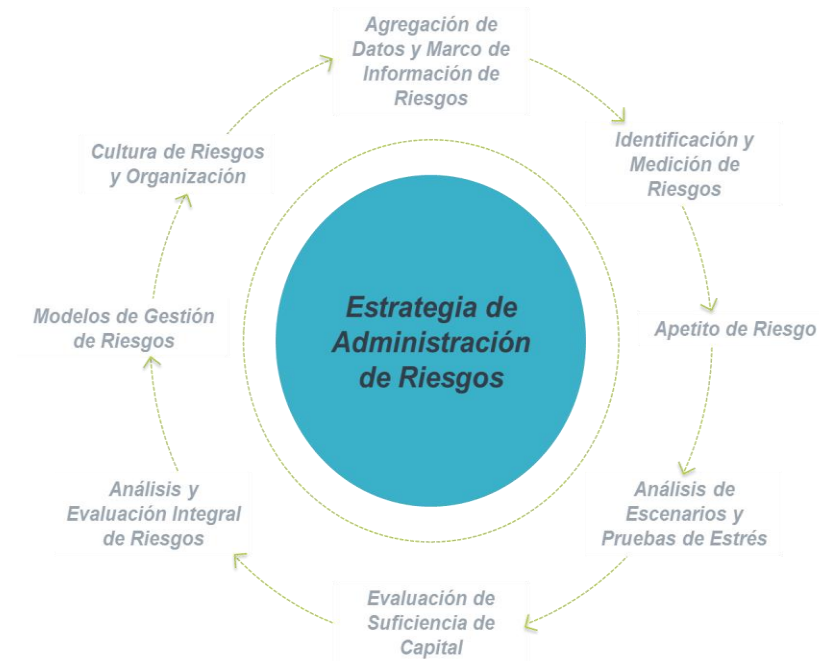 Agregación de
Datos y Marco de
Información de
Riesgos
Identificación y
Medición de
Riesgos
Apetito de Riesgo
Análisis de
Escenarios y
Pruebas de Estrés
Evaluación de
Suficiencia de
Capital
Análisis y
Evaluación Integral
de Riesgos
Modelos de Gestión
de Riesgos
Cultura de Riesgos
y Organización
Estrategia de
Administración
de Riesgos